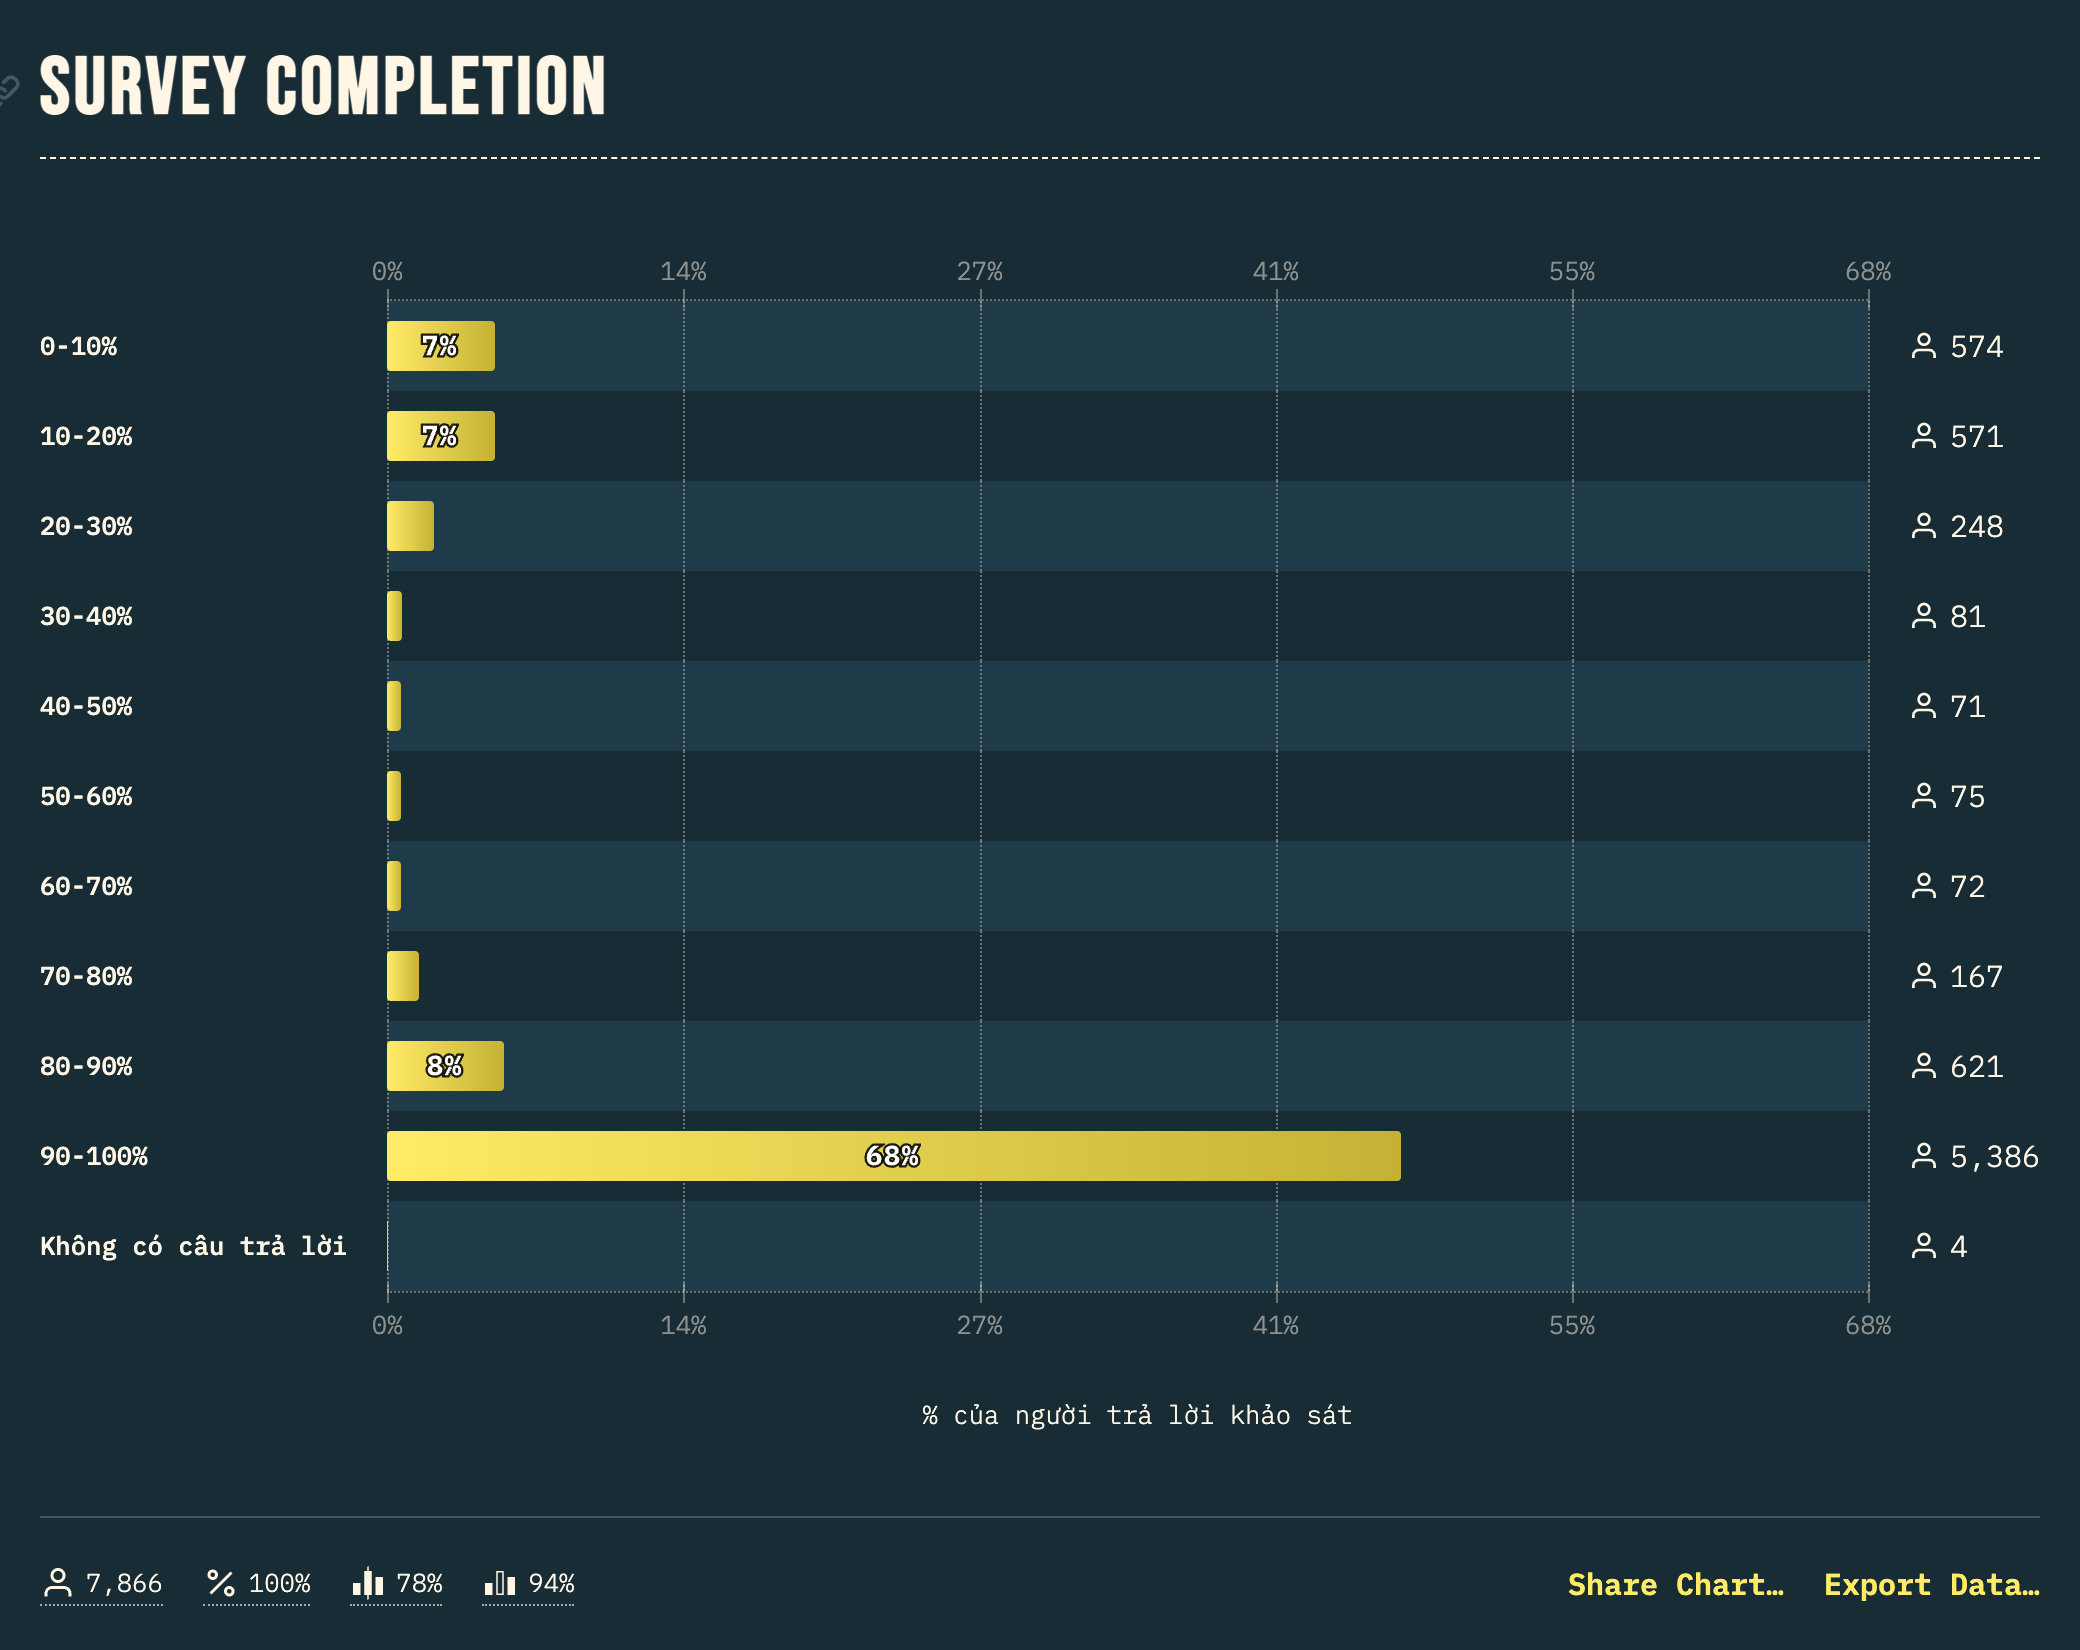 SURVEY COMPLETION
0% 14% 27% 41% 55% 68%
0-10% 7% 574
10-20% 7% 571
20-30% 248
30-40% 81
40-50% 71
50-60% 75
60-70% 72
70-80% 167
80-90% 8% 621
90-100% 68% 5,386
Không có câu trả lời 4
0% 14% 27% 41% 55% 68%
% của người trả lời khảo sát
7,866 100% 78% 94% Share Chart… Export Data…